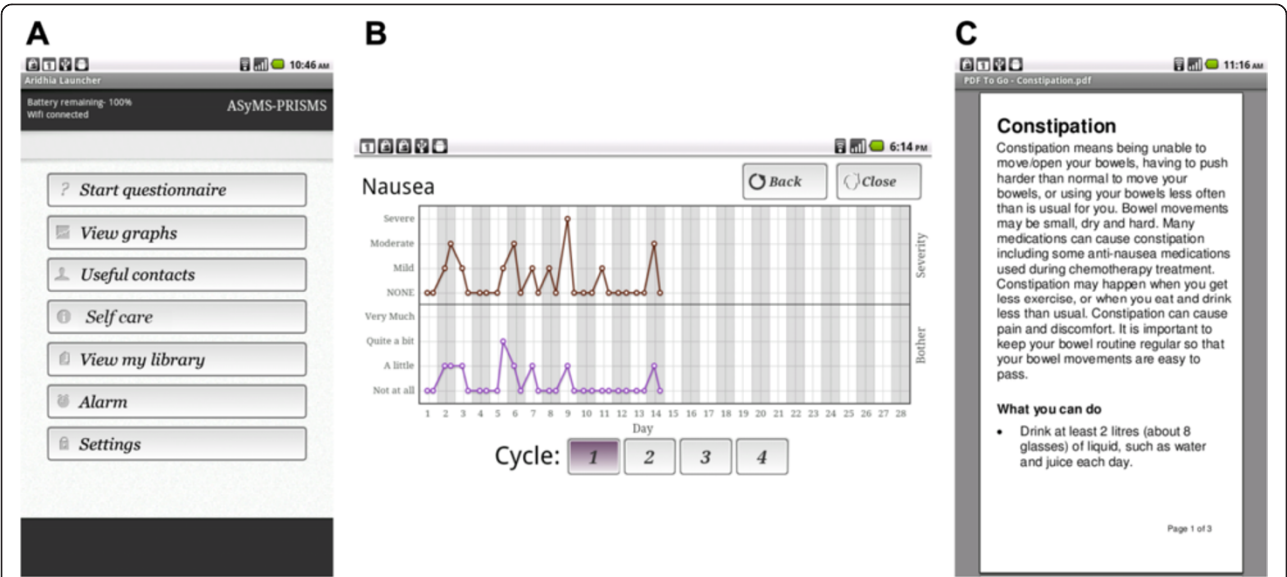 A
10:46 AM
Aridhia Launcher
Battery remaining- 100%
Wifi connected
ASyMS-PRISMS
? Start questionnaire
View graphs
Useful contacts
Self care
View my library
Alarm
Settings
B
6:14 PM
Nausea
Back
Close
Severe
Moderate
Mild
NONE
Severity
Very Much
Quite a bit
A little
Not at all
Bother
1 2 3 4 5 6 7 8 9 10 11 12 13 14 15 16 17 18 19 20 21 22 23 24 25 26 27 28
Day
Cycle: 1 2 3 4
C
11:16 AM
PDF To Go - Constipation.pdf
Constipation
Constipation means being unable to
move/open your bowels, having to push
harder than normal to move your
bowels, or using your bowels less often
than is usual for you. Bowel movements
may be small, dry and hard. Many
medications can cause constipation
including some anti-nausea medications
used during chemotherapy treatment.
Constipation may happen when you get
less exercise, or when you eat and drink
less than usual. Constipation can cause
pain and discomfort. It is important to
keep your bowel routine regular so that
your bowel movements are easy to
pass.
What you can do
• Drink at least 2 litres (about 8
glasses) of liquid, such as water
and juice each day.
Page 1 of 3